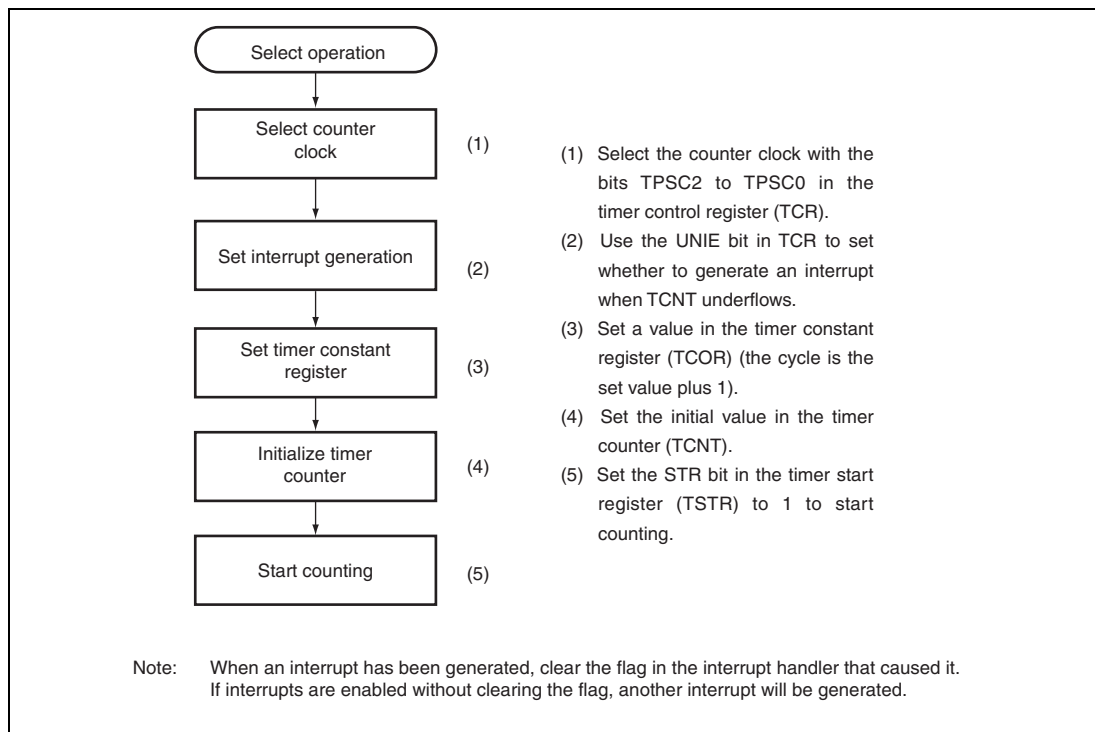 Select operation
Select counter
clock
(1)
Set interrupt generation
(2)
Set timer constant
register
(3)
Initialize timer
counter
(4)
Start counting
(5)
(1) Select the counter clock with the
bits TPSC2 to TPSC0 in the
timer control register (TCR).
(2) Use the UNIE bit in TCR to set
whether to generate an interrupt
when TCNT underflows.
(3) Set a value in the timer constant
register (TCOR) (the cycle is the
set value plus 1).
(4) Set the initial value in the timer
counter (TCNT).
(5) Set the STR bit in the timer start
register (TSTR) to 1 to start
counting.
Note: When an interrupt has been generated, clear the flag in the interrupt handler that caused it.
If interrupts are enabled without clearing the flag, another interrupt will be generated.